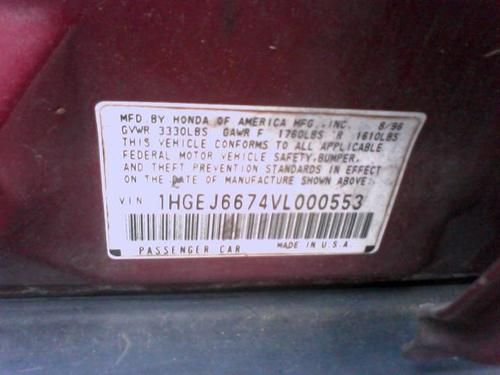 MFD. BY HONDA OF AMERICA MFG., INC. 8/96
GVWR 3330LBS GAWR F 1760LBS R 1610LBS
THIS VEHICLE CONFORMS TO ALL APPLICABLE
FEDERAL MOTOR VEHICLE SAFETY, BUMPER,
AND THEFT PREVENTION STANDARDS IN EFFECT
ON THE DATE OF MANUFACTURE SHOWN ABOVE.
VIN 1HGEJ6674VL000553
PASSENGER CAR MADE IN U.S.A.